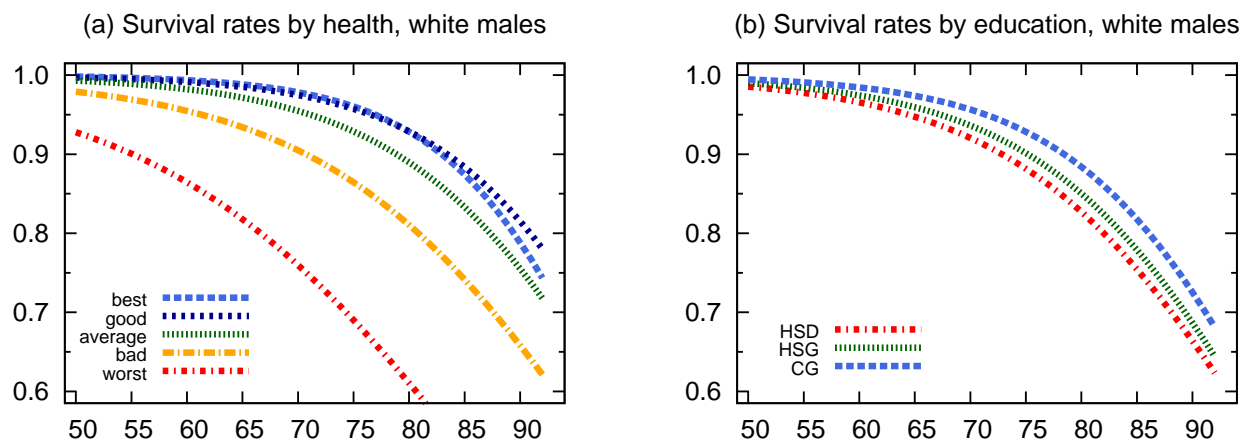 (a) Survival rates by health, white males
1.0
0.9
0.8
0.7
0.6
best
good
average
bad
worst
50 55 60 65 70 75 80 85 90
(b) Survival rates by education, white males
1.0
0.9
0.8
0.7
0.6
HSD
HSG
CG
50 55 60 65 70 75 80 85 90